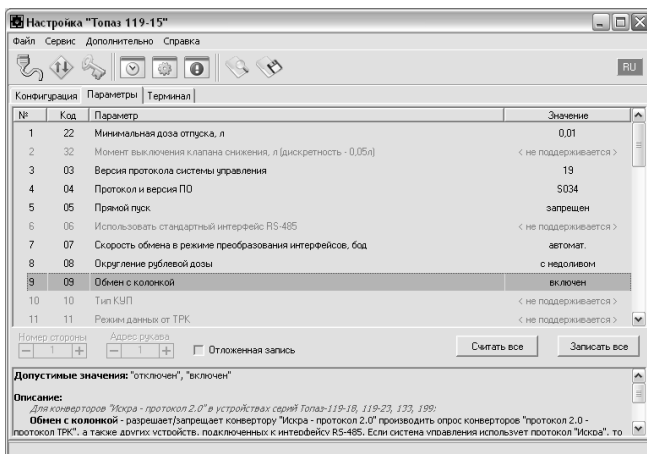 Настройка "Топаз 119-15"
Файл Сервис Дополнительно Справка
RU
Конфигурация Параметры Терминал
№ Код Параметр Значение
1 22 Минимальная доза отпуска, л 0,01
2 32 Момент выключения клапана снижения, л (дискретность - 0,05л) < не поддерживается >
3 03 Версия протокола системы управления 19
4 04 Протокол и версия ПО S034
5 05 Прямой пуск запрещен
6 06 Использовать стандартный интерфейс RS-485 < не поддерживается >
7 07 Скорость обмена в режиме преобразования интерфейсов, бод автомат.
8 08 Округление рублевой дозы с недоливом
9 09 Обмен с колонкой включен
10 10 Тип КУП < не поддерживается >
11 11 Режим данных от ТРК < не поддерживается >
Номер стороны Адрес рукава
1 1 Отложенная запись Считать все Записать все
Допустимые значения: "отключен", "включен"
Описание:
Для конверторов "Искра - протокол 2.0" в устройствах серий Топаз-119-18, 119-23, 133, 199:
Обмен с колонкой - разрешает/запрещает конвертору "Искра - протокол 2.0" производить опрос конверторов "протокол 2.0 -
протокол ТРК", а также других устройств, подключенных к интерфейсу RS-485. Если система управления использует протокол "Искра", то